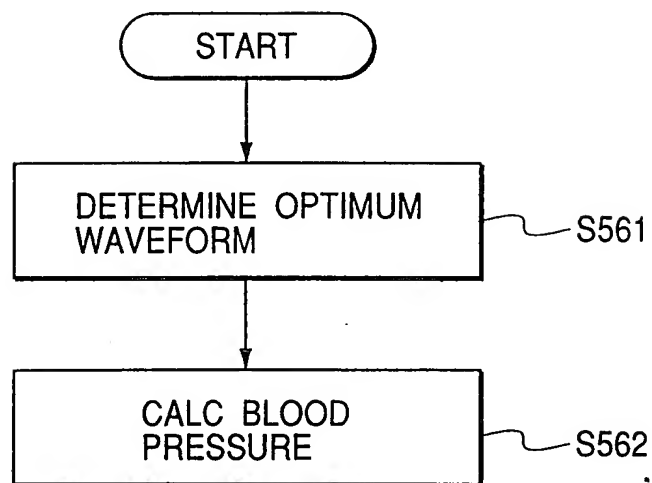 START
DETERMINE OPTIMUM
WAVEFORM
S561
CALC BLOOD
PRESSURE
S562